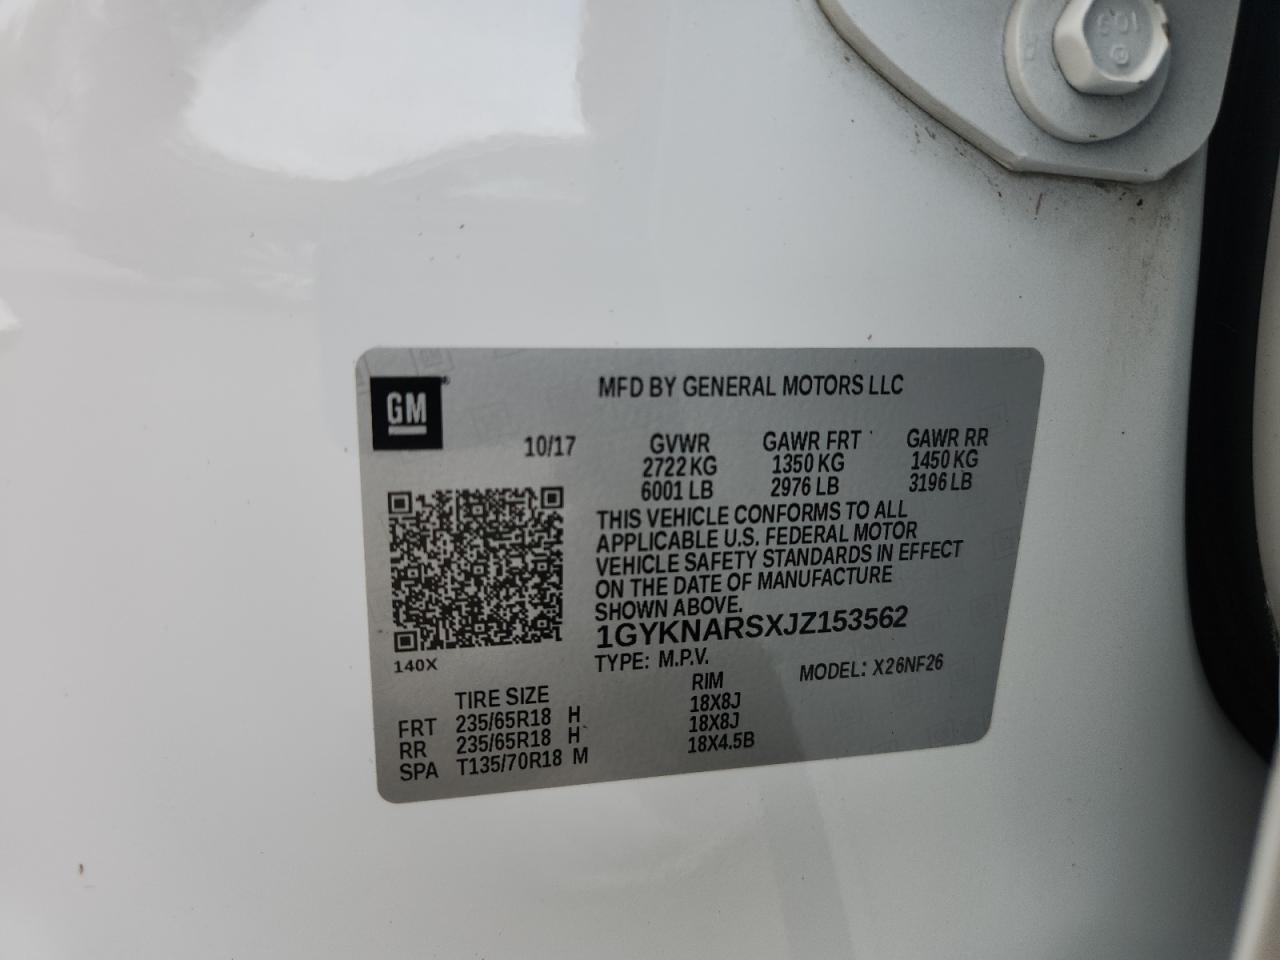 109
GM
MFD BY GENERAL MOTORS LLC
10/17 GVWR GAWR FRT GAWR RR
2722 KG 1350 KG 1450 KG
6001 LB 2976 LB 3196 LB
THIS VEHICLE CONFORMS TO ALL
APPLICABLE U.S. FEDERAL MOTOR
VEHICLE SAFETY STANDARDS IN EFFECT
ON THE DATE OF MANUFACTURE
SHOWN ABOVE.
1GYKNARSXJZ153562
140X
TYPE: M.P.V. MODEL: X26NF26
TIRE SIZE RIM
FRT 235/65R18 H 18X8J
RR 235/65R18 H 18X8J
SPA T135/70R18 M 18X4.5B